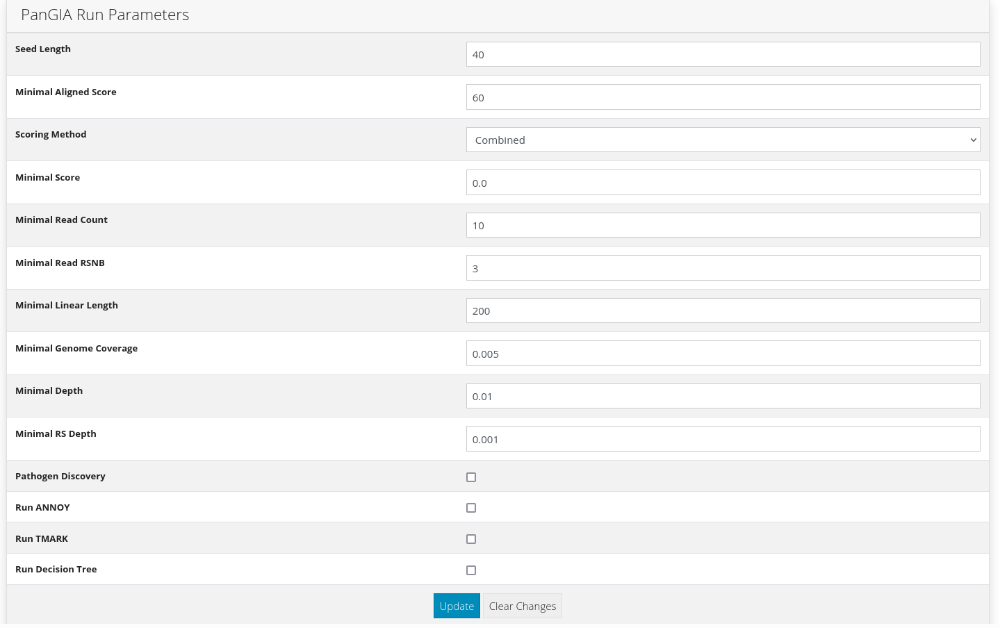 PanGIA Run Parameters
Seed Length 40
Minimal Aligned Score 60
Scoring Method Combined
Minimal Score 0.0
Minimal Read Count 10
Minimal Read RSNB 3
Minimal Linear Length 200
Minimal Genome Coverage 0.005
Minimal Depth 0.01
Minimal RS Depth 0.001
Pathogen Discovery
Run ANNOY
Run TMARK
Run Decision Tree
Update Clear Changes